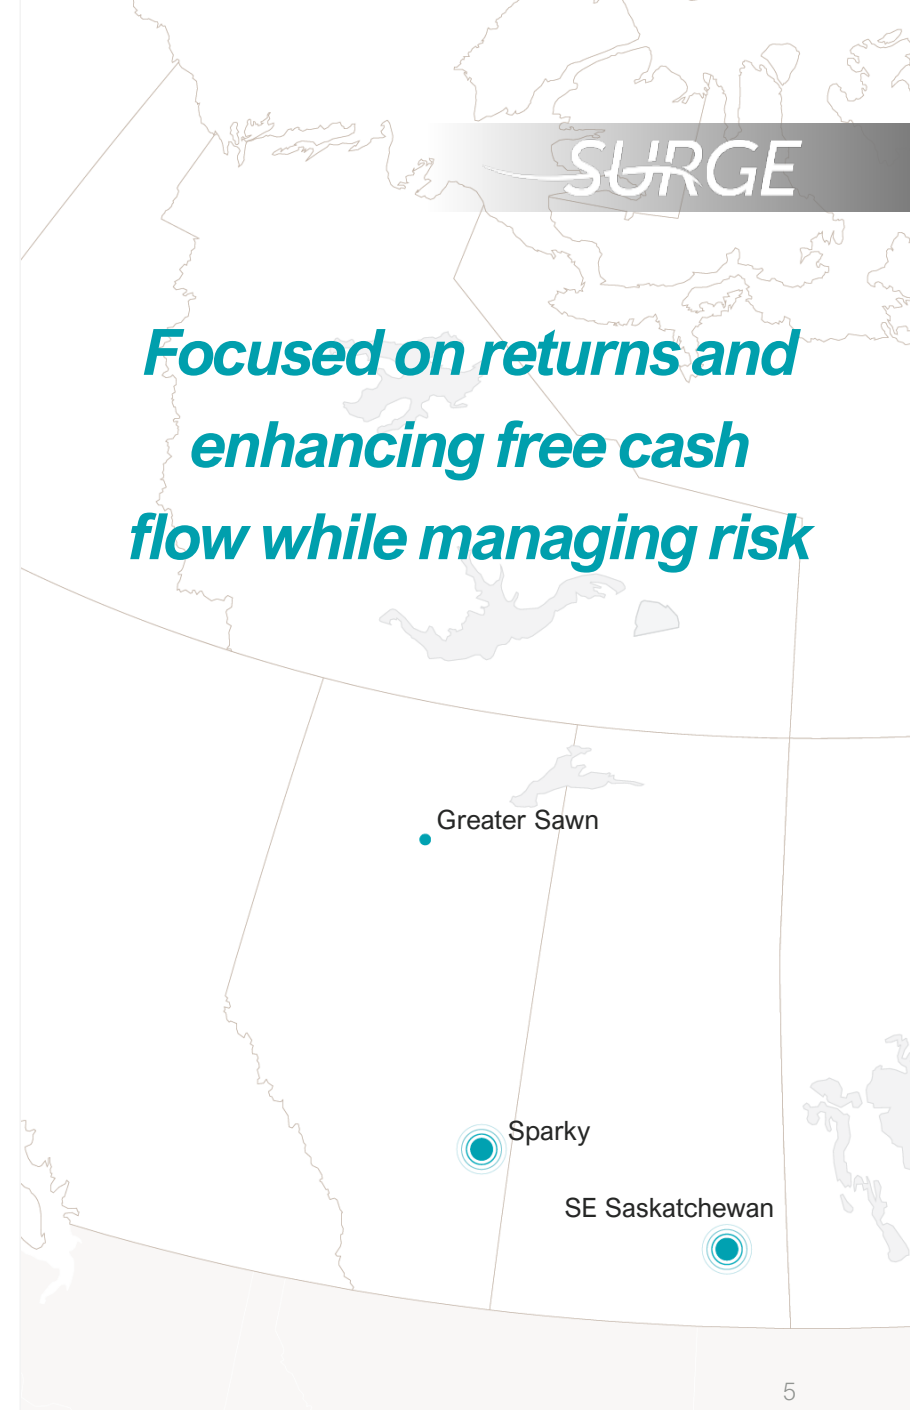 SURGE
Focused on returns and
enhancing free cash
flow while managing risk
Greater Sawn
Sparky
SE Saskatchewan
5